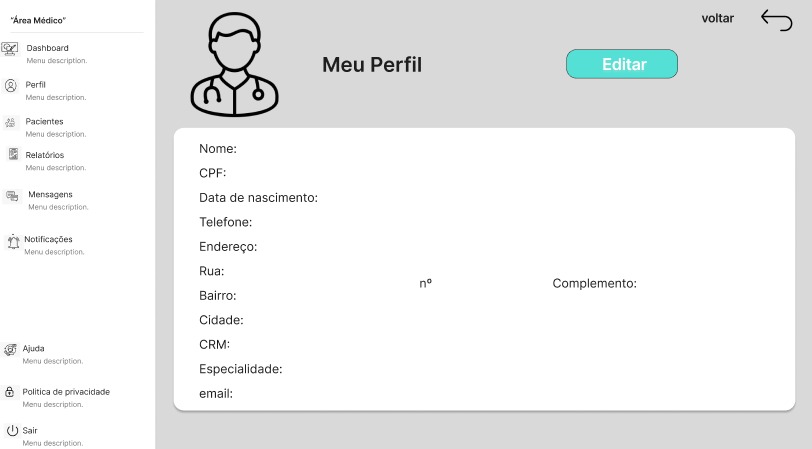 "Área Médico"
Dashboard
Menu description.
Perfil
Menu description.
Pacientes
Menu description.
Relatórios
Menu description.
Mensagens
Menu description.
Notificações
Menu description.
Ajuda
Menu description.
Política de privacidade
Menu description.
Sair
Menu description.
voltar
Meu Perfil
Editar
Nome:
CPF:
Data de nascimento:
Telefone:
Endereço:
Rua:
nº
Complemento:
Bairro:
Cidade:
CRM:
Especialidade:
email: